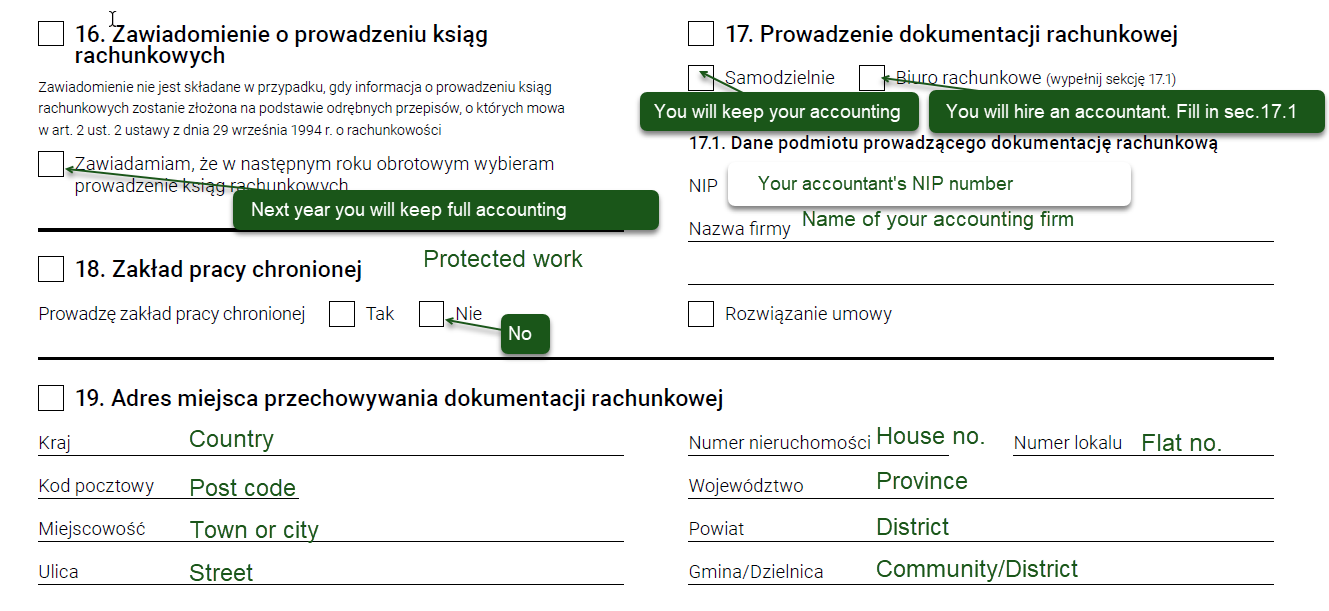 16. Zawiadomienie o prowadzeniu ksiąg
rachunkowych
Zawiadomienie nie jest składane w przypadku, gdy informacja o prowadzeniu ksiąg
rachunkowych zostanie złożona na podstawie odrębnych przepisów, o których mowa
w art. 2 ust. 2 ustawy z dnia 29 września 1994 r. o rachunkowości
Zawiadamiam, że w następnym roku obrotowym wybieram
prowadzenie ksiąg rachunkowych
Next year you will keep full accounting
17. Prowadzenie dokumentacji rachunkowej
Samodzielnie
Biuro rachunkowe (wypełnij sekcję 17.1)
You will keep your accounting
You will hire an accountant. Fill in sec.17.1
17.1. Dane podmiotu prowadzącego dokumentację rachunkową
NIP Your accountant's NIP number
Nazwa firmy Name of your accounting firm
Rozwiązanie umowy
18. Zakład pracy chronionej Protected work
Prowadzę zakład pracy chronionej Tak Nie
No
19. Adres miejsca przechowywania dokumentacji rachunkowej
Kraj Country
Kod pocztowy Post code
Miejscowość Town or city
Ulica Street
Numer nieruchomości House no. Numer lokalu Flat no.
Województwo Province
Powiat District
Gmina/Dzielnica Community/District